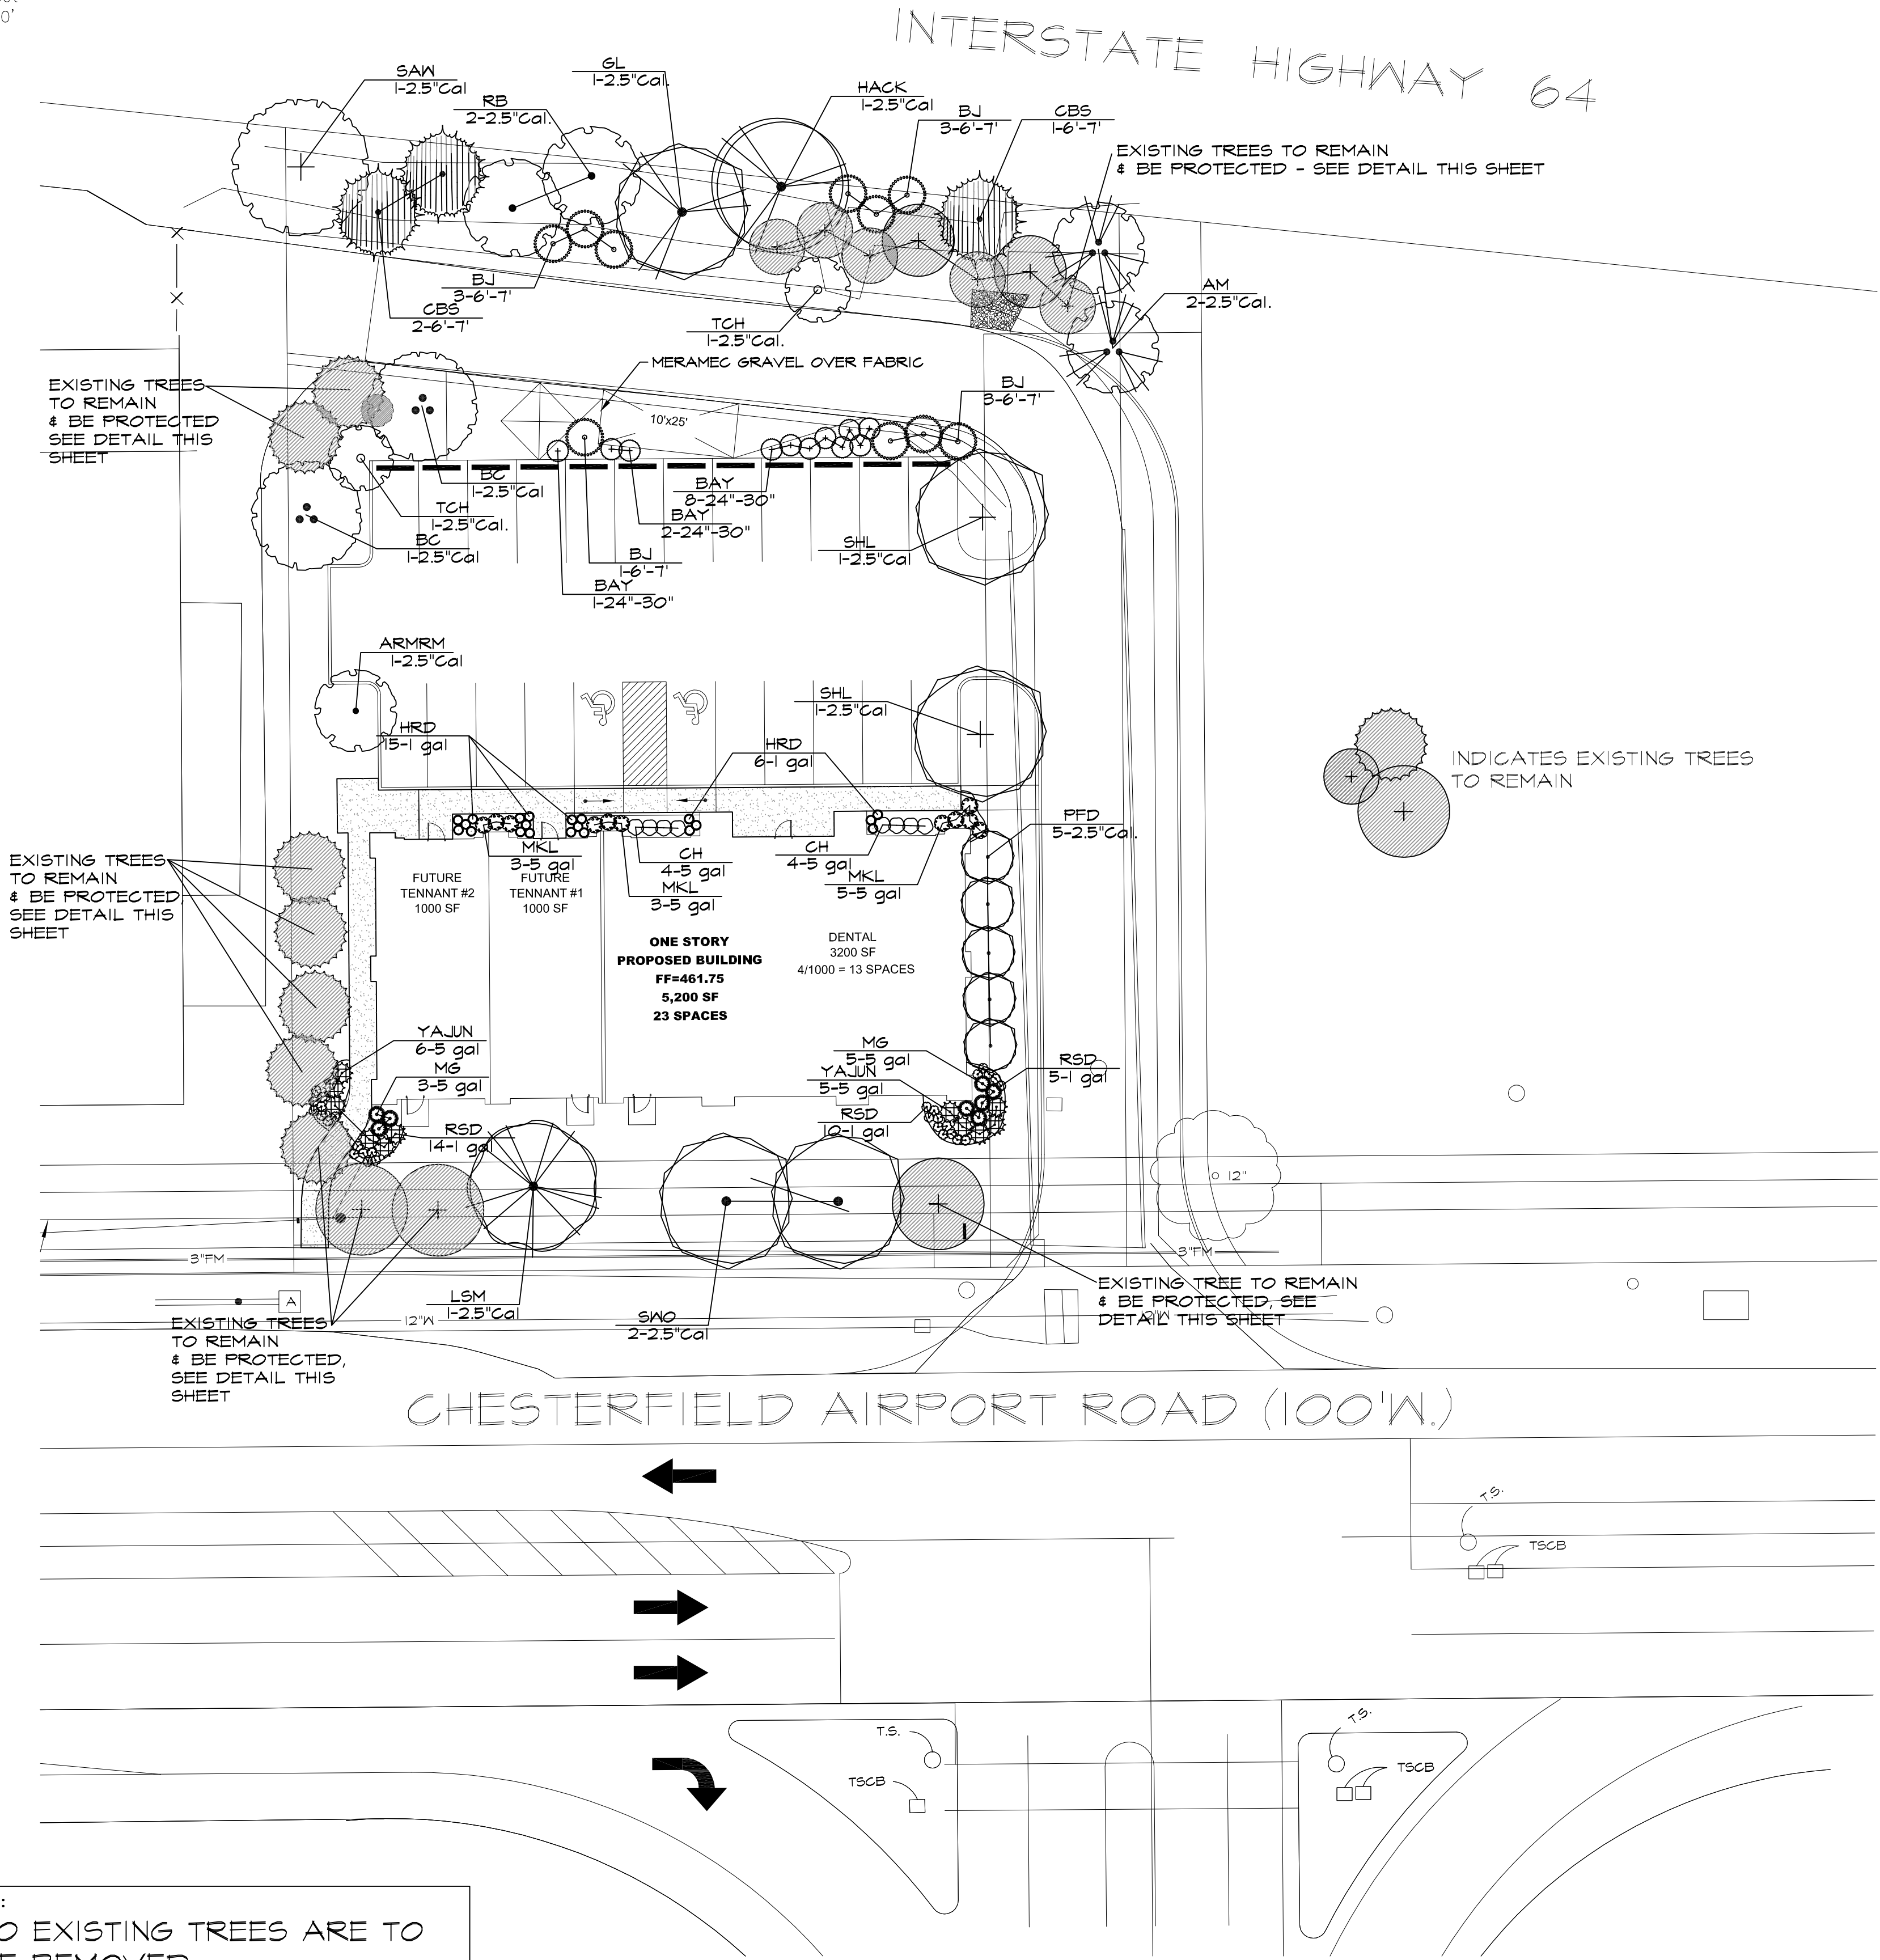 0'
INTERSTATE HIGHWAY 64
SAW
1-2.5"Cal
RB
2-2.5"Cal.
GL
1-2.5"Cal.
HACK
1-2.5"Cal
BJ
3-6'-7'
CBS
1-6'-7'
EXISTING TREES TO REMAIN
& BE PROTECTED - SEE DETAIL THIS SHEET
BJ
3-6'-7'
CBS
2-6'-7'
TCH
1-2.5"Cal.
AM
2-2.5"Cal.
MERAMEC GRAVEL OVER FABRIC
EXISTING TREES
TO REMAIN
& BE PROTECTED
SEE DETAIL THIS
SHEET
10'x25'
BJ
3-6'-7'
BC
1-2.5"Cal
TCH
1-2.5"Cal.
BC
1-2.5"Cal
BAY
8-24"-30"
BAY
2-24"-30"
BJ
1-6'-7'
BAY
1-24"-30"
SHL
1-2.5"Cal
ARMRM
1-2.5"Cal
SHL
1-2.5"Cal
HRD
15-1 gal
HRD
6-1 gal
INDICATES EXISTING TREES
TO REMAIN
PFD
5-2.5"Cal.
MKL
3-5 gal
CH
4-5 gal
MKL
3-5 gal
CH
4-5 gal
MKL
5-5 gal
EXISTING TREES
TO REMAIN
& BE PROTECTED,
SEE DETAIL THIS
SHEET
FUTURE
TENNANT #2
1000 SF
FUTURE
TENNANT #1
1000 SF
ONE STORY
PROPOSED BUILDING
FF=461.75
5,200 SF
23 SPACES
DENTAL
3200 SF
4/1000 = 13 SPACES
YAJUN
6-5 gal
MG
3-5 gal
RSD
14-1 gal
MG
5-5 gal
YAJUN
5-5 gal
RSD
10-1 gal
RSD
5-1 gal
12"
3"FM
3"FM
A
LSM
1-2.5"Cal
SWO
2-2.5"Cal
12"W
12"W
EXISTING TREE TO REMAIN
& BE PROTECTED, SEE
DETAIL THIS SHEET
EXISTING TREES
TO REMAIN
& BE PROTECTED,
SEE DETAIL THIS
SHEET
CHESTERFIELD AIRPORT ROAD (100'W.)
T.S.
TSCB
T.S.
TSCB
T.S.
TSCB
:
O EXISTING TREES ARE TO
E REMOVED